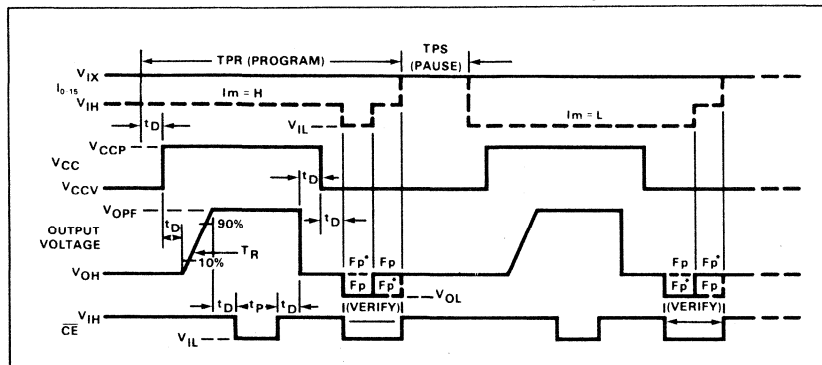 TPR (PROGRAM)
TPS
(PAUSE)
VIX
I0-15
VIH
Im = H
VIL
Im = L
tD
VCCP
VCC
VCCV
tD
tD
VOPF
tD
90%
OUTPUT
VOLTAGE
TR
10%
VOH
Fp* Fp
Fp Fp*
VOL
Fp Fp*
Fp* Fp
tD tP tD
(VERIFY)
(VERIFY)
VIH
CE
VIL